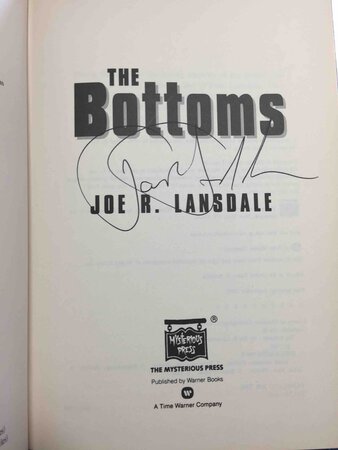 THE
Bottoms
JOE R. LANSDALE
®
MYSTERIOUS
PRESS
THE MYSTERIOUS PRESS
Published by Warner Books
A Time Warner Company